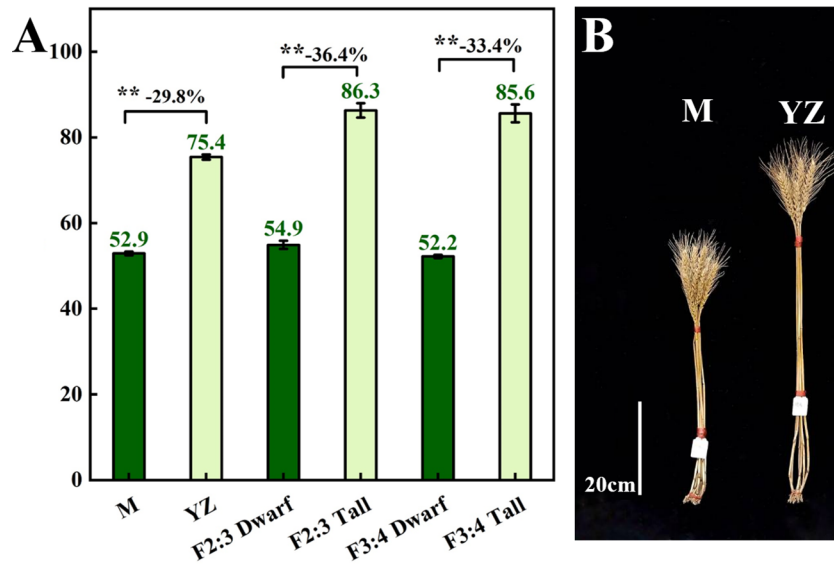 A
100
80
60
40
20
0
** -29.8%
**-36.4%
**-33.4%
52.9
75.4
54.9
86.3
52.2
85.6
M
YZ
F2:3 Dwarf
F2:3 Tall
F3:4 Dwarf
F3:4 Tall
B
M
YZ
20cm